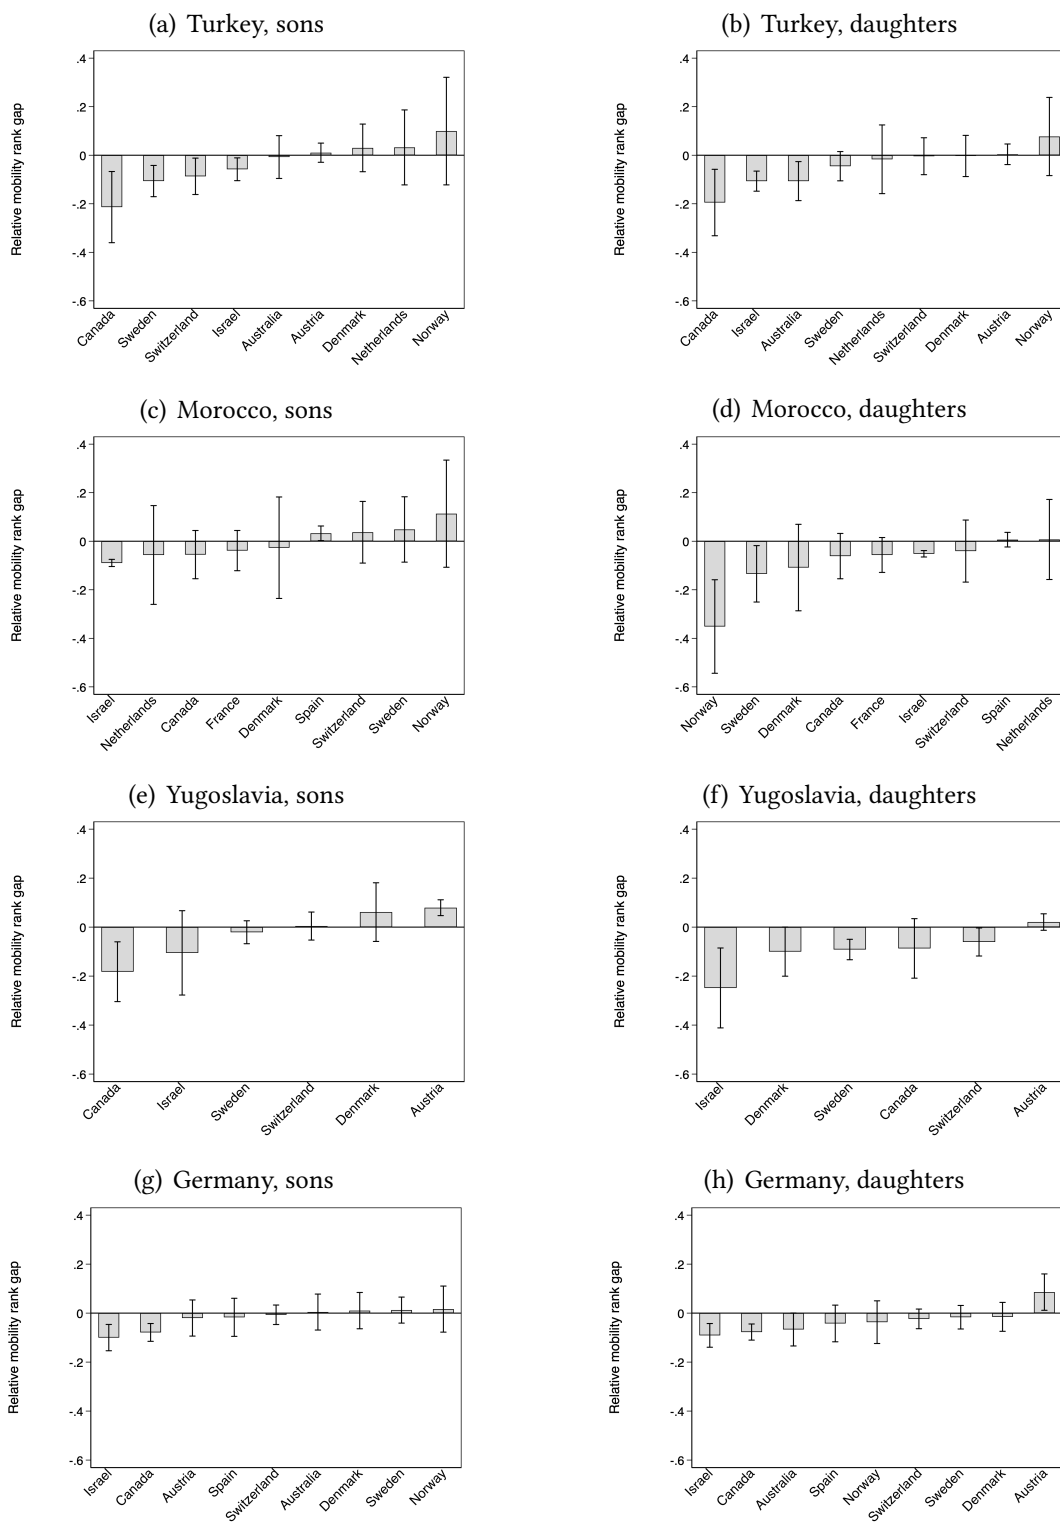 (a) Turkey, sons
Relative mobility rank gap
.4
.2
0
-.2
-.4
-.6
Canada
Sweden
Switzerland
Israel
Australia
Austria
Denmark
Netherlands
Norway
(b) Turkey, daughters
Relative mobility rank gap
.4
.2
0
-.2
-.4
-.6
Canada
Israel
Australia
Sweden
Netherlands
Switzerland
Denmark
Austria
Norway
(c) Morocco, sons
Relative mobility rank gap
.4
.2
0
-.2
-.4
-.6
Israel
Netherlands
Canada
France
Denmark
Spain
Switzerland
Sweden
Norway
(d) Morocco, daughters
Relative mobility rank gap
.4
.2
0
-.2
-.4
-.6
Norway
Sweden
Denmark
Canada
France
Israel
Switzerland
Spain
Netherlands
(e) Yugoslavia, sons
Relative mobility rank gap
.4
.2
0
-.2
-.4
-.6
Canada
Israel
Sweden
Switzerland
Denmark
Austria
(f) Yugoslavia, daughters
Relative mobility rank gap
.4
.2
0
-.2
-.4
-.6
Israel
Denmark
Sweden
Canada
Switzerland
Austria
(g) Germany, sons
Relative mobility rank gap
.4
.2
0
-.2
-.4
-.6
Israel
Canada
Austria
Spain
Switzerland
Australia
Denmark
Sweden
Norway
(h) Germany, daughters
Relative mobility rank gap
.4
.2
0
-.2
-.4
-.6
Israel
Canada
Australia
Spain
Norway
Switzerland
Sweden
Denmark
Austria